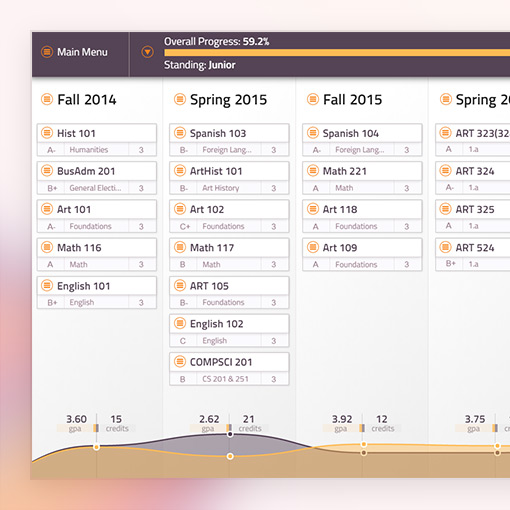 Main Menu
Overall Progress: 59.2%
Standing: Junior
Fall 2014
Hist 101
A- Humanities 3
BusAdm 201
B+ General Electi... 3
Art 101
A- Foundations 3
Math 116
A Math 3
English 101
B+ English 3
3.60 15
gpa credits
Spring 2015
Spanish 103
B- Foreign Lang... 3
ArtHist 101
B- Art History 3
Art 102
C+ Foundations 3
Math 117
B Math 3
ART 105
B- Foundations 3
English 102
C English 3
COMPSCI 201
B CS 201 & 251 3
2.62 21
gpa credits
Fall 2015
Spanish 104
A- Foreign Lang... 3
Math 221
A Math 3
Art 118
A Foundations 3
Art 109
A Foundations 3
3.92 12
gpa credits
Spring 20
ART 323(32
A 1.a
ART 324
A- 1.a
ART 325
A 1.a
ART 524
B+ 1.a
3.75
gpa cre